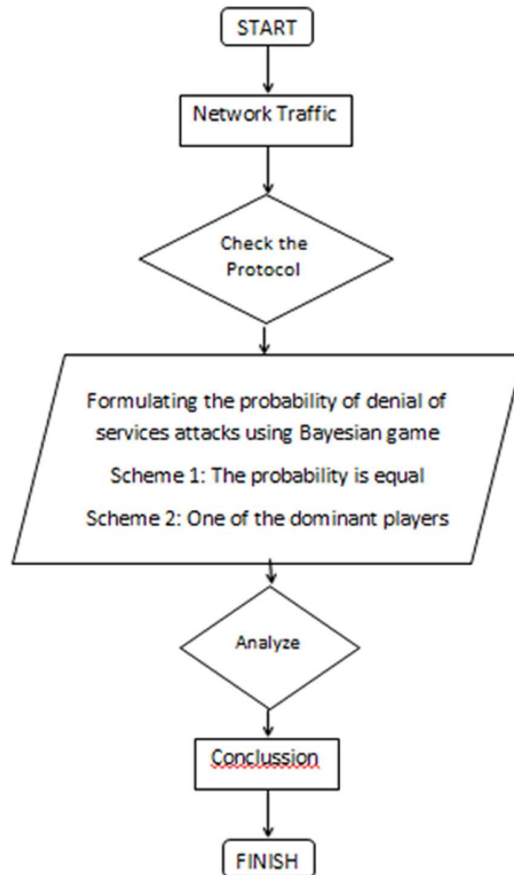 START
Network Traffic
Check the
Protocol
Formulating the probability of denial of
services attacks using Bayesian game
Scheme 1: The probability is equal
Scheme 2: One of the dominant players
Analyze
Conclussion
FINISH